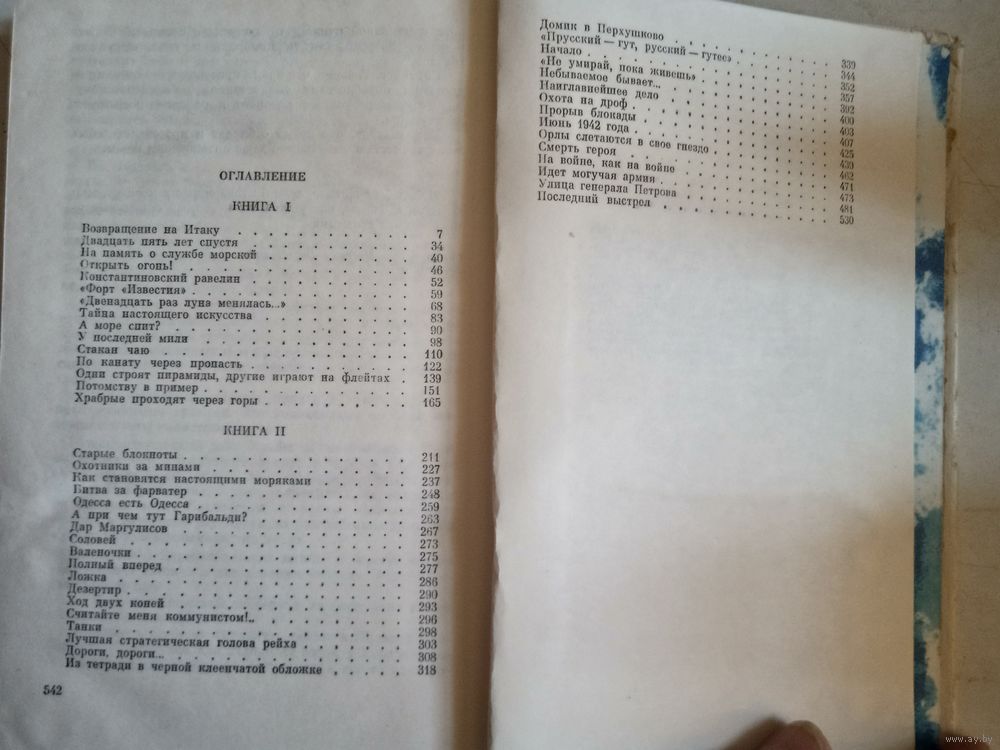 ОГЛАВЛЕНИЕ
КНИГА I
Возвращение на Итаку . . . . . . . . . . 7
Двадцать пять лет спустя . . . . . . . . . 34
На память о службе морской . . . . . . . . 40
Открыть огонь! . . . . . . . . . . . . 46
Константиновский равелин . . . . . . . . . 52
«Форт «Известия» . . . . . . . . . . . 59
«Двенадцать раз луна менялась...» . . . . . . 68
Тайна настоящего искусства . . . . . . . . 83
А море спит? . . . . . . . . . . . . 90
У последней мили . . . . . . . . . . . 98
Стакан чаю . . . . . . . . . . . . . 110
По канату через пропасть . . . . . . . . . 122
Одни строят пирамиды, другие играют на флейтах . 139
Потомству в пример . . . . . . . . . . . 151
Храбрые проходят через горы . . . . . . . . 165
КНИГА II
Старые блокноты . . . . . . . . . . . . 211
Охотники за минами . . . . . . . . . . . 227
Как становятся настоящими моряками . . . . . 237
Битва за фарватер . . . . . . . . . . . 248
Одесса есть Одесса . . . . . . . . . . . 259
А при чем тут Гарибальди? . . . . . . . . 263
Дар Маргулисов . . . . . . . . . . . . 267
Соловей . . . . . . . . . . . . . . 273
Валеночки . . . . . . . . . . . . . . 275
Полный вперед . . . . . . . . . . . . 277
Ложка . . . . . . . . . . . . . . . 286
Дезертир . . . . . . . . . . . . . . 290
Ход двух коней . . . . . . . . . . . . 293
Считайте меня коммунистом!.. . . . . . . . . 296
Танки . . . . . . . . . . . . . . . 298
Лучшая стратегическая голова рейха . . . . . . 303
Дороги, дороги... . . . . . . . . . . . . 308
Из тетради в черной клеенчатой обложке . . . . . 318
542
Домик в Перхушково . . . . . . . . . . 339
«Прусский — гут, русский — гутее» . . . . . . 344
Начало . . . . . . . . . . . . . . 352
«Не умирай, пока живешь» . . . . . . . . 357
Небываемое бывает... . . . . . . . . . . 392
Наиглавнейшее дело . . . . . . . . . . 400
Охота на дроф . . . . . . . . . . . . 403
Прорыв блокады . . . . . . . . . . . . 407
Июнь 1942 года . . . . . . . . . . . . 425
Орлы слетаются в свое гнездо . . . . . . . 439
Смерть героя . . . . . . . . . . . . 462
На войне, как на войне . . . . . . . . . 471
Идет могучая армия . . . . . . . . . . 473
Улица генерала Петрова . . . . . . . . . 481
Последний выстрел . . . . . . . . . . . 530
www.ay.by